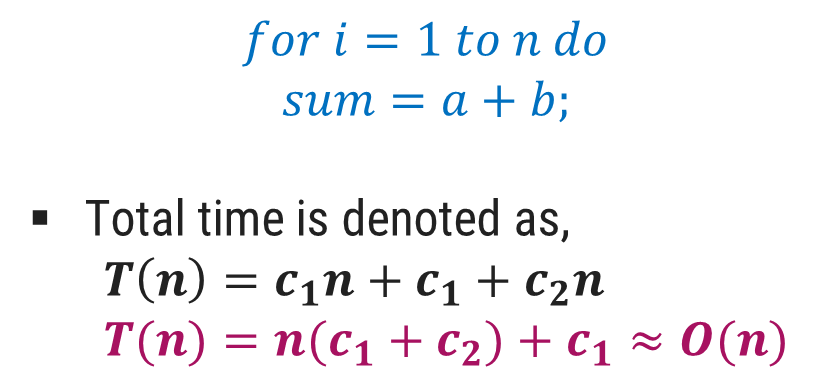 for i = 1 to n do
sum = a + b;
▪ Total time is denoted as,
T(n) = c₁n + c₁ + c₂n
T(n) = n(c₁ + c₂) + c₁ ≈ O(n)